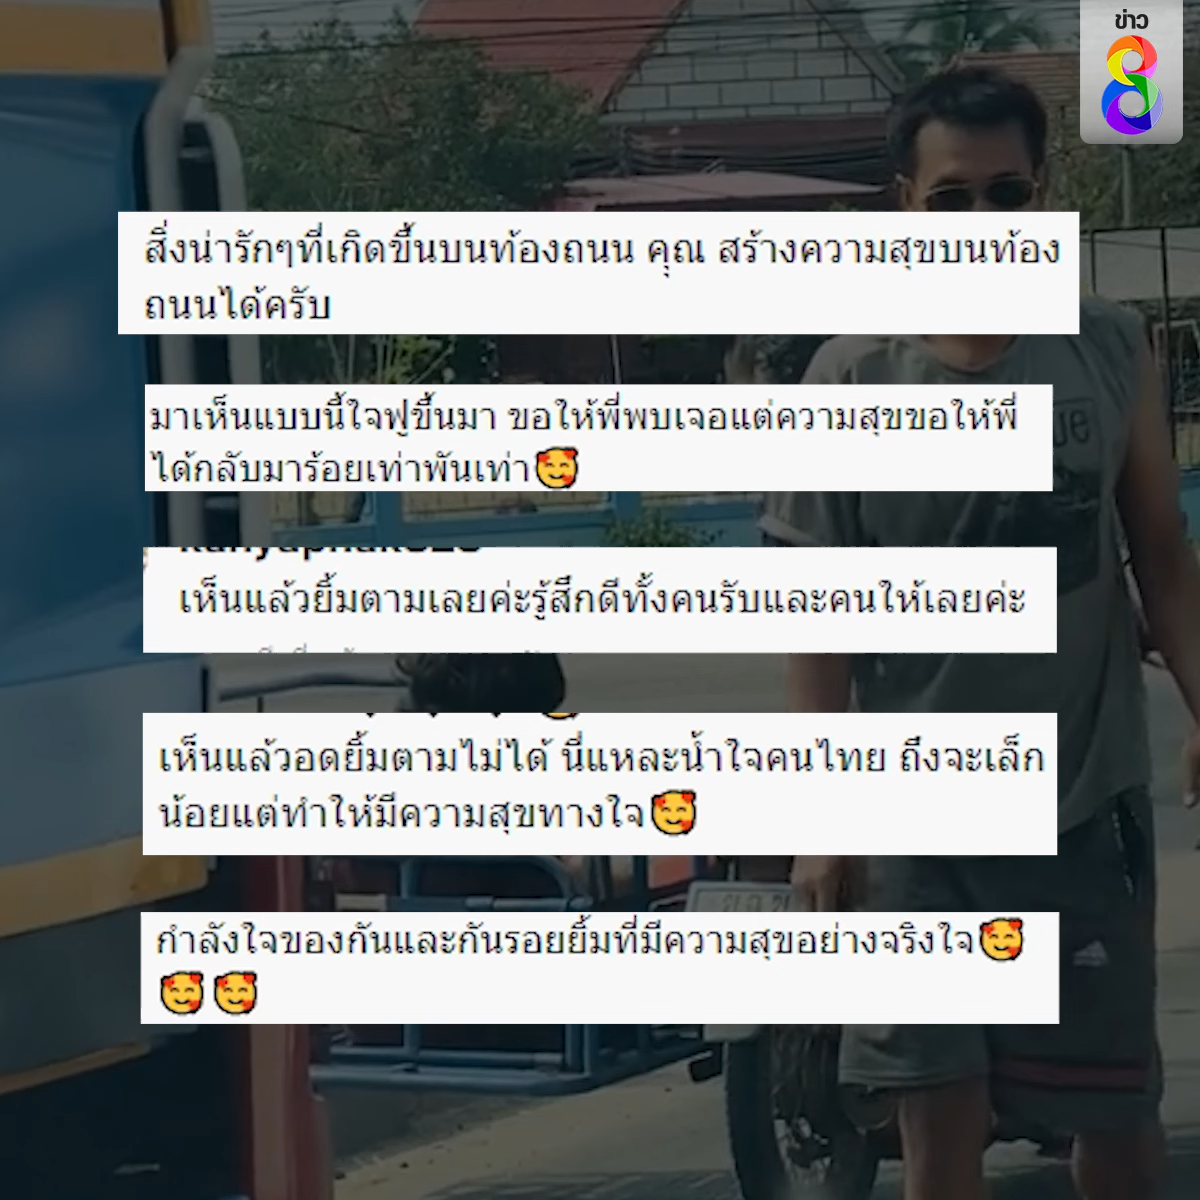 ข่าว
8
สิ่งน่ารักๆที่เกิดขึ้นบนท้องถนน คุณ สร้างความสุขบนท้อง
ถนนได้ครับ
มาเห็นแบบนี้ใจฟูขึ้นมา ขอให้พี่พบเจอแต่ความสุขขอให้พี่
ได้กลับมาร้อยเท่าพันเท่า🥰
เห็นแล้วยิ้มตามเลยค่ะรู้สึกดีทั้งคนรับและคนให้เลยค่ะ
เห็นแล้วอดยิ้มตามไม่ได้ นี่แหละน้ำใจคนไทย ถึงจะเล็ก
น้อยแต่ทำให้มีความสุขทางใจ🥰
กำลังใจของกันและกันรอยยิ้มที่มีความสุขอย่างจริงใจ🥰
🥰🥰